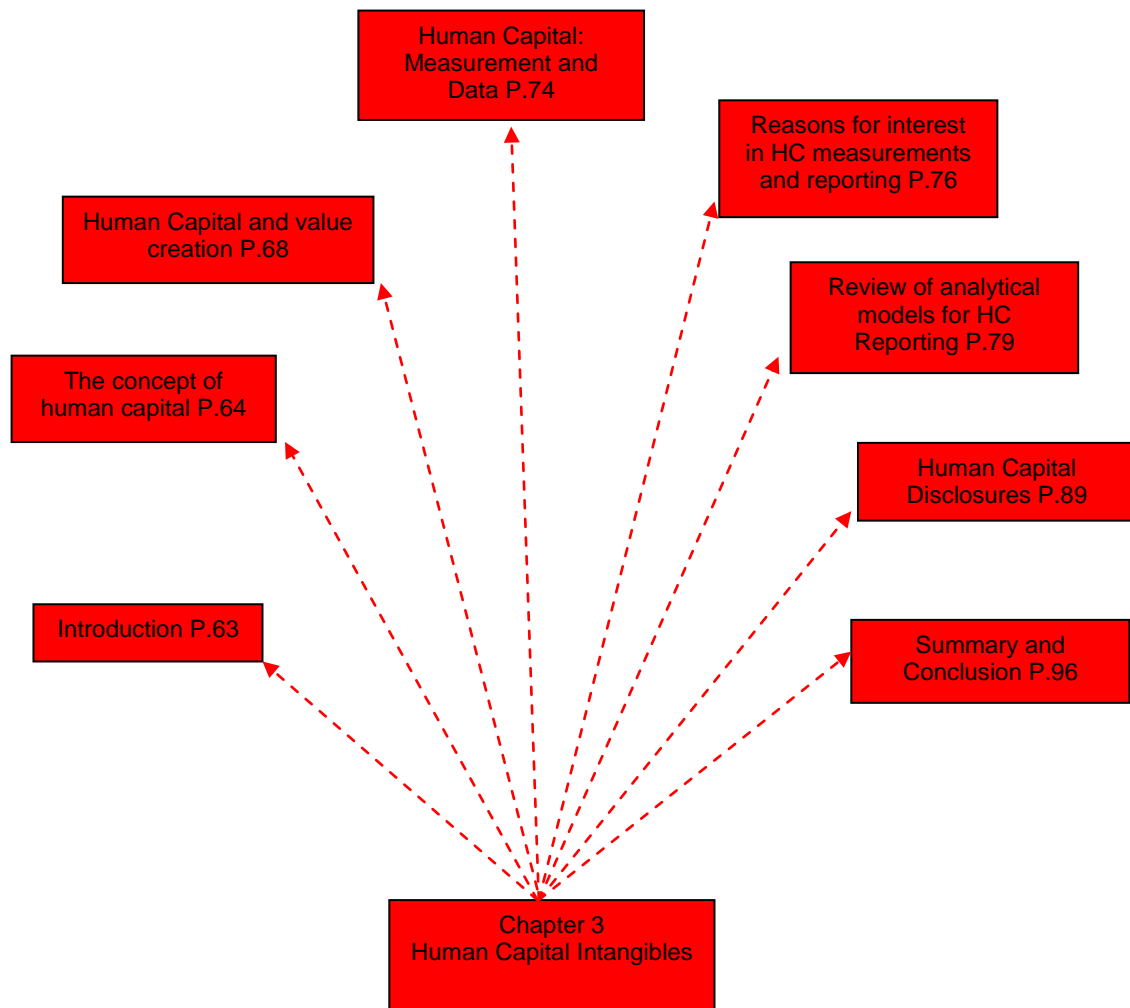 Human Capital:
Measurement and
Data P.74
Reasons for interest
in HC measurements
and reporting P.76
Human Capital and value
creation P.68
Review of analytical
models for HC
Reporting P.79
The concept of
human capital P.64
Human Capital
Disclosures P.89
Introduction P.63
Summary and
Conclusion P.96
Chapter 3
Human Capital Intangibles